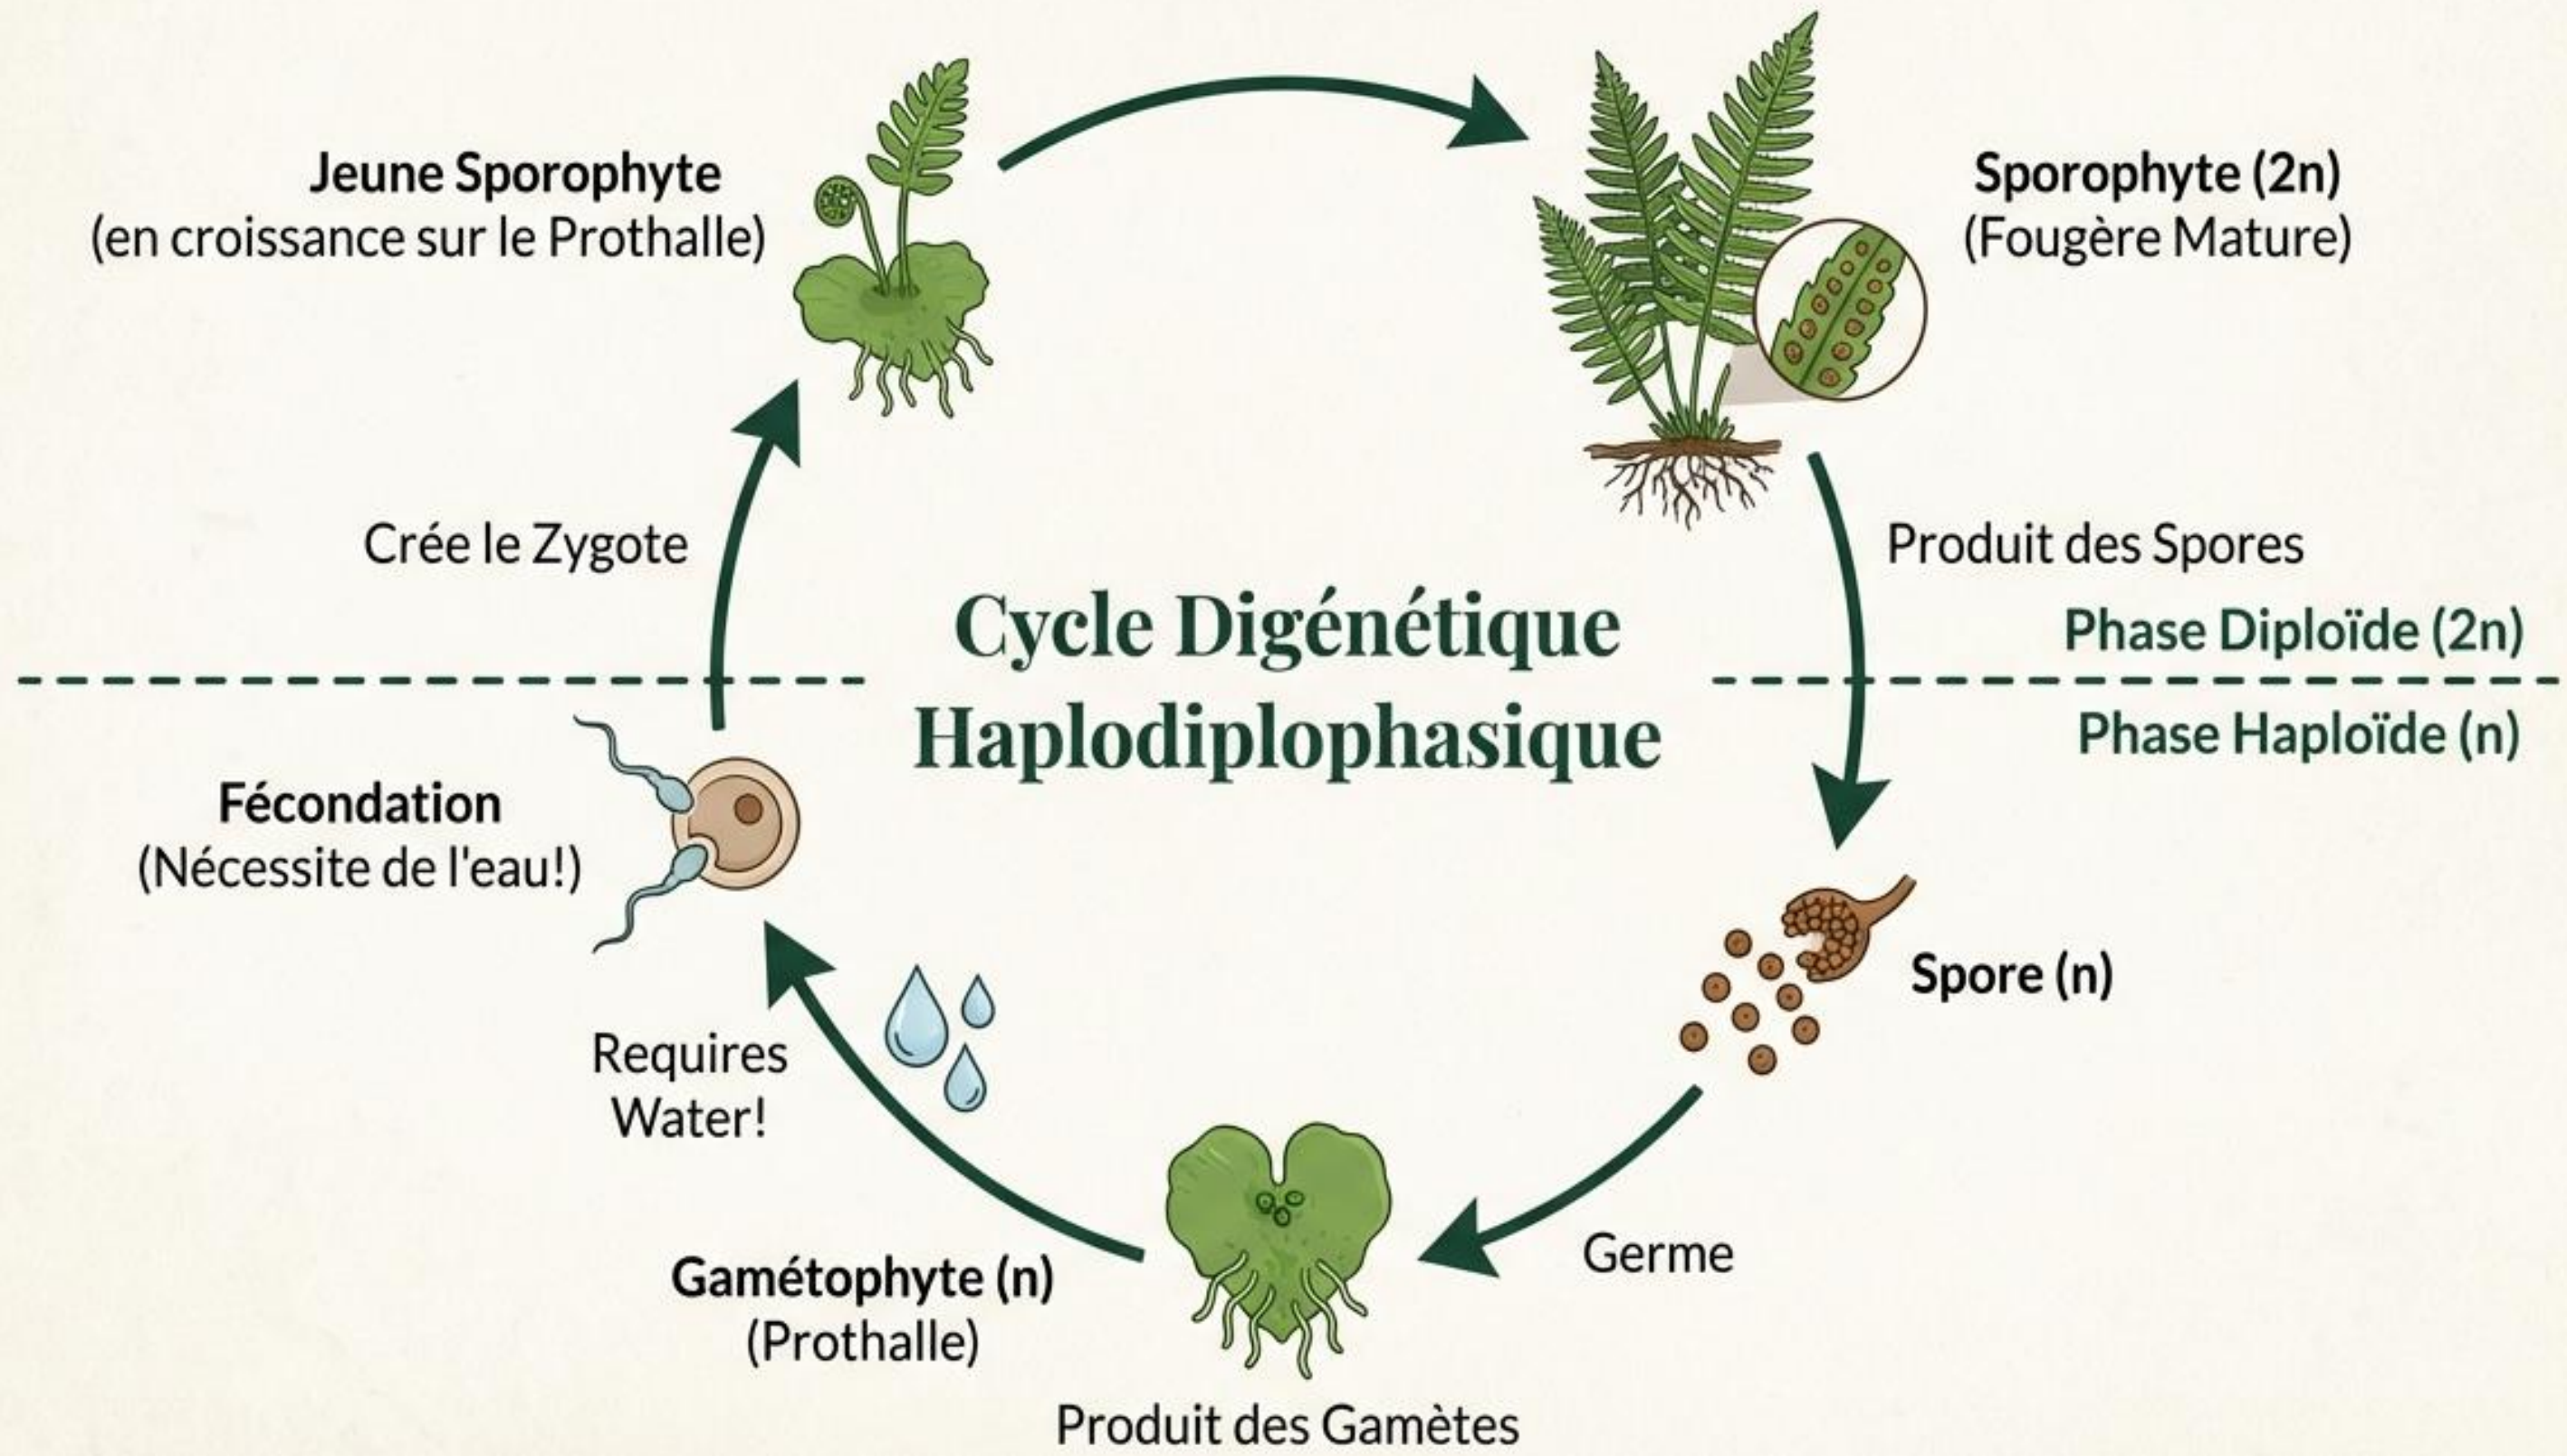 Jeune Sporophyte
(en croissance sur le Prothalle)
Sporophyte (2n)
(Fougère Mature)
Crée le Zygote
Produit des Spores
Cycle Digénétique
Haplodiplophasique
Phase Diploïde (2n)
Phase Haploïde (n)
Fécondation
(Nécessite de l'eau!)
Spore (n)
Requires
Water!
Germe
Gamétophyte (n)
(Prothalle)
Produit des Gamètes